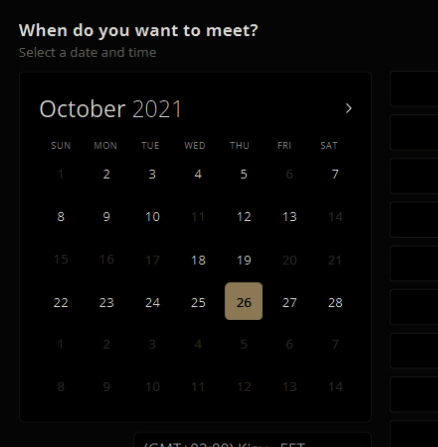 When do you want to meet?
Select a date and time
October 2021
SUN MON TUE WED THU FRI SAT
1 2 3 4 5 6 7
8 9 10 11 12 13 14
15 16 17 18 19 20 21
22 23 24 25 26 27 28
1 2 3 4 5 6 7
8 9 10 11 12 13 14